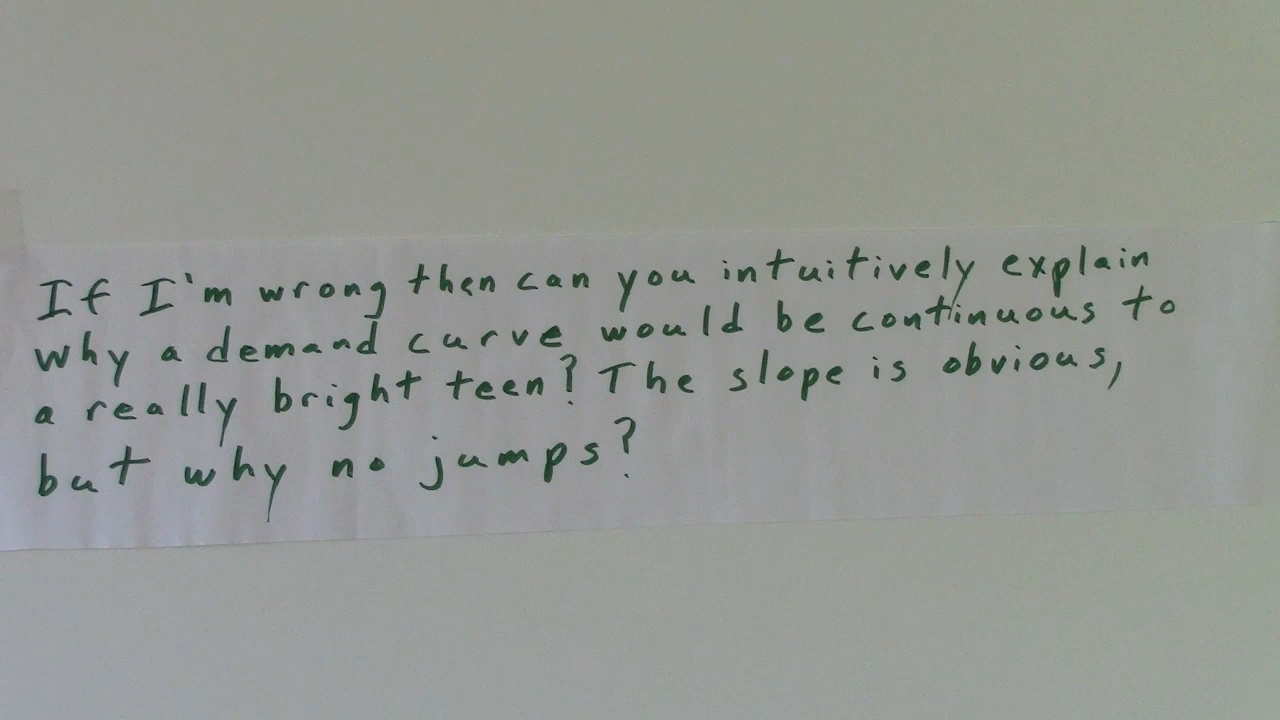 If I'm wrong then can you intuitively explain
why a demand curve would be continuous to
a really bright teen? The slope is obvious,
but why no jumps?